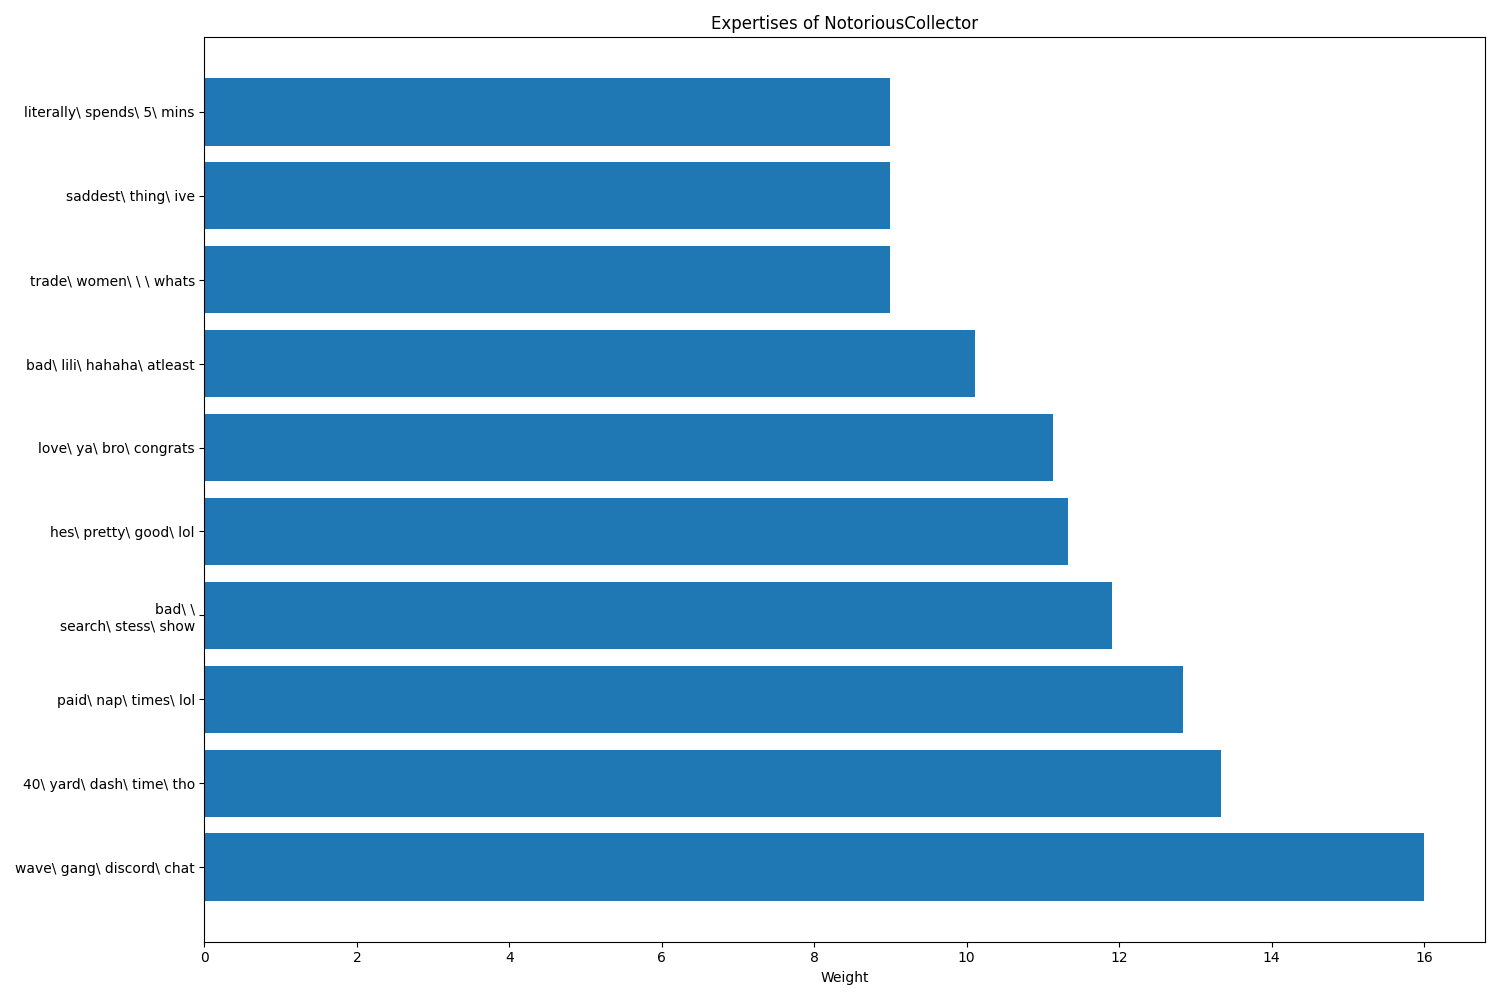 Expertises of NotoriousCollector
literally\ spends\ 5\ mins
saddest\ thing\ ive
trade\ women\ \ \ whats
bad\ lili\ hahaha\ atleast
love\ ya\ bro\ congrats
hes\ pretty\ good\ lol
bad\ \
search\ stess\ show
paid\ nap\ times\ lol
40\ yard\ dash\ time\ tho
wave\ gang\ discord\ chat
0 2 4 6 8 10 12 14 16
Weight